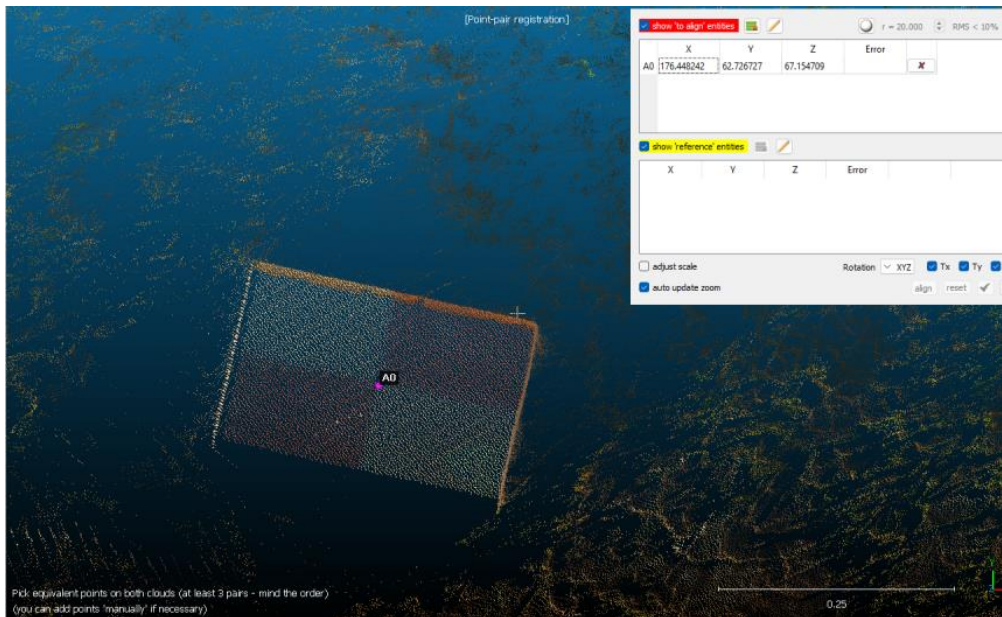 [Point-pair registration]
show 'to align' entities
r = 20.000
RMS < 10%
X Y Z Error
A0 176.448242 62.726727 67.154709
show 'reference' entities
X Y Z Error
adjust scale
Rotation XYZ Tx Ty
auto update zoom
align reset
A0
Pick equivalent points on both clouds (at least 3 pairs - mind the order)
(you can add points 'manually' if necessary)
0.25